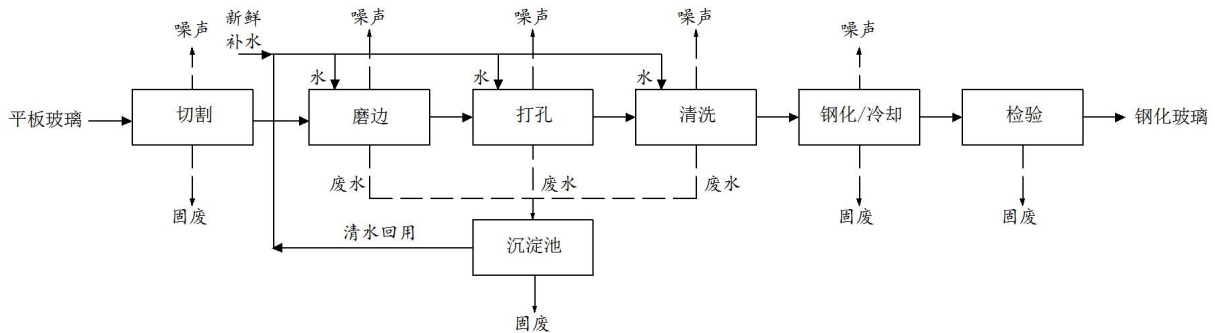 噪声
新鲜
补水
噪声
噪声
噪声
噪声
水
水
水
平板玻璃
切割
磨边
打孔
清洗
钢化/冷却
检验
钢化玻璃
废水
废水
废水
固废
固废
固废
清水回用
沉淀池
固废